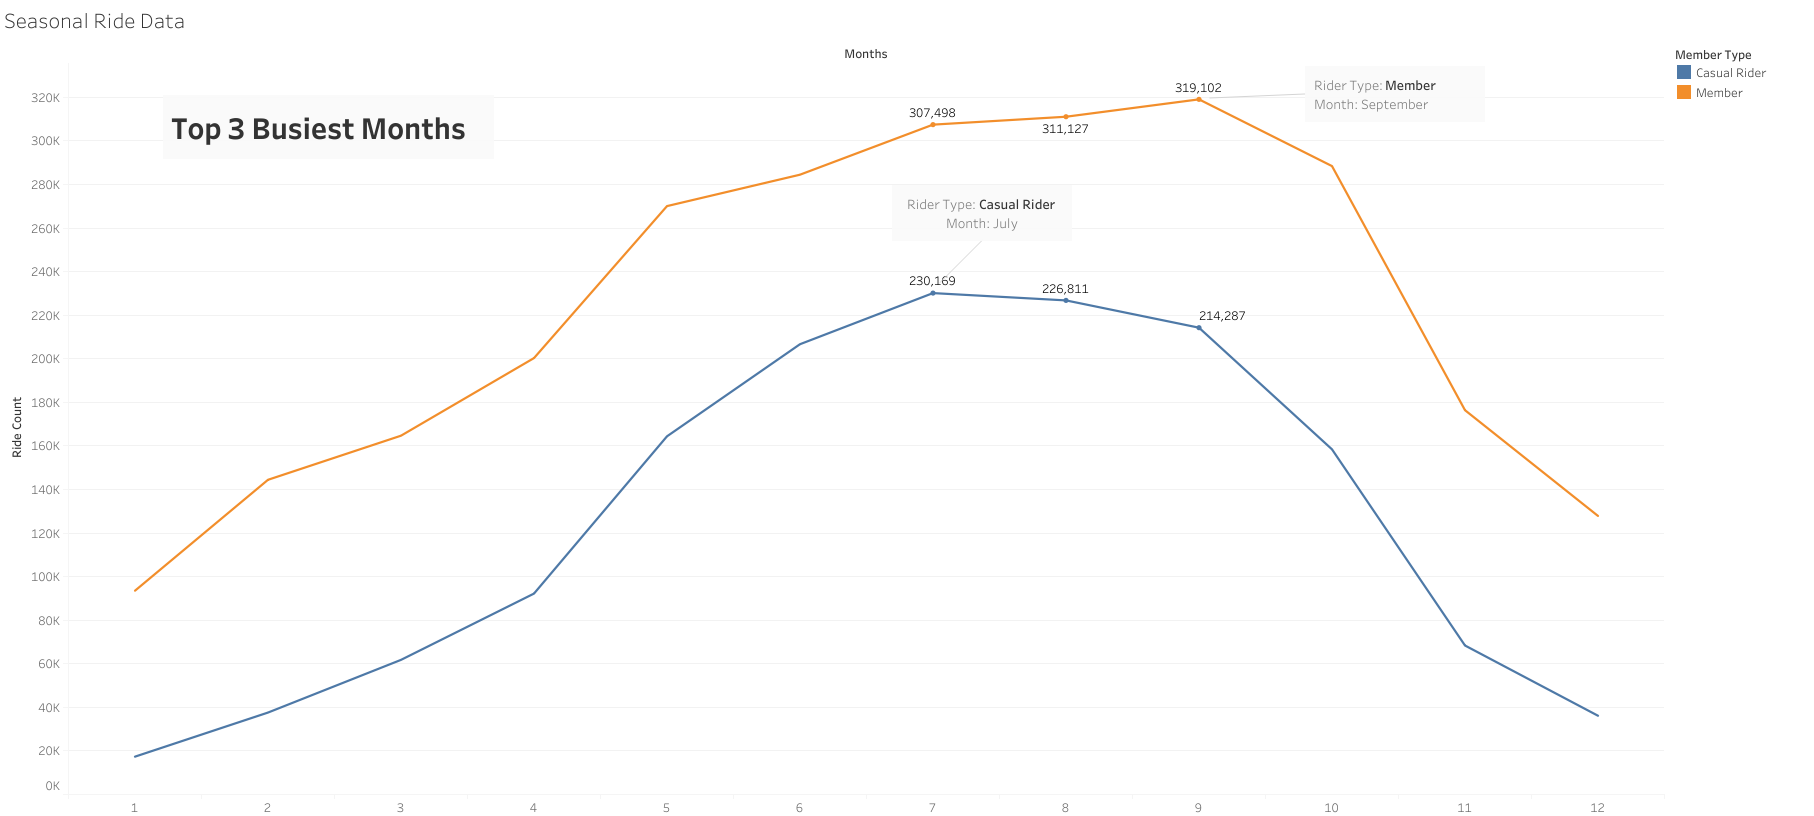 Seasonal Ride Data
Months
Member Type
Casual Rider
Member
Top 3 Busiest Months
Rider Type: Member
Month: September
Rider Type: Casual Rider
Month: July
319,102
307,498
311,127
230,169
226,811
214,287
Ride Count
320K
300K
280K
260K
240K
220K
200K
180K
160K
140K
120K
100K
80K
60K
40K
20K
0K
1 2 3 4 5 6 7 8 9 10 11 12